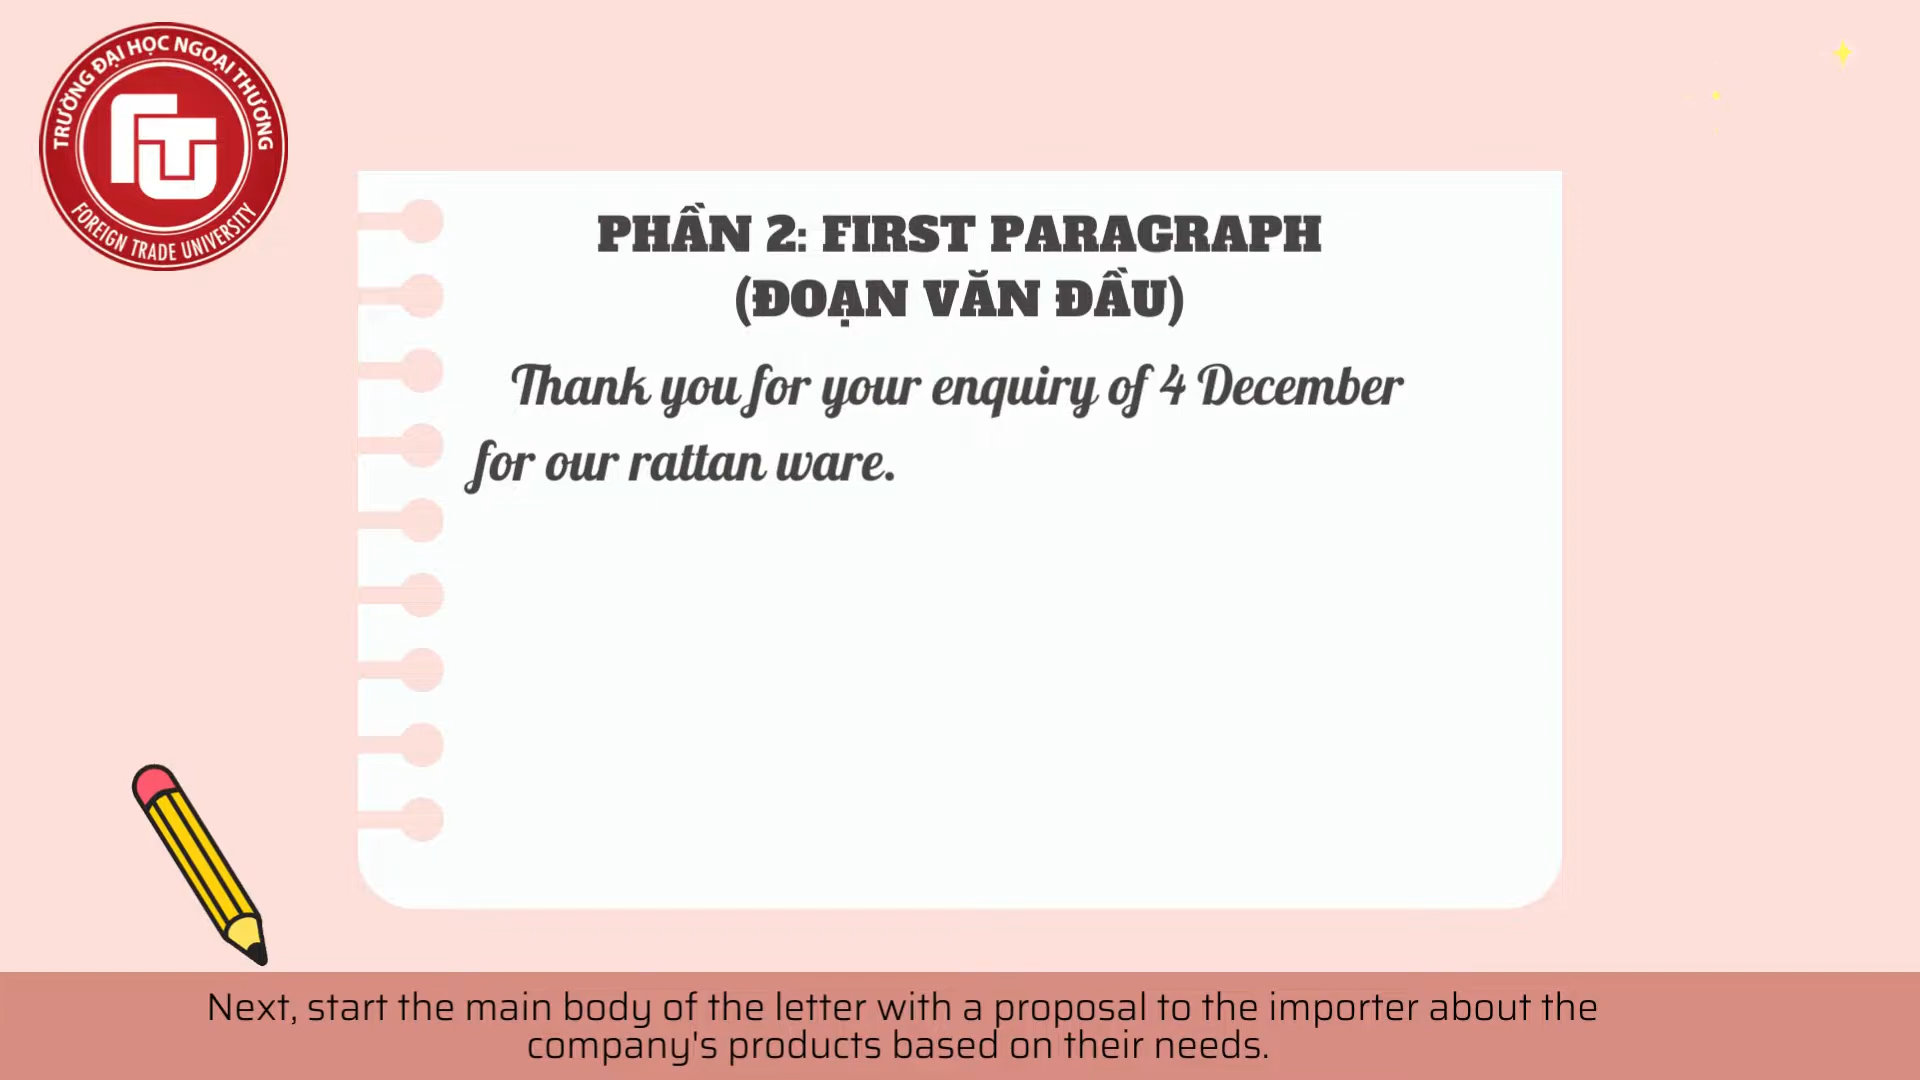 TRƯỜNG ĐẠI HỌC NGOẠI THƯƠNG
FTU
FOREIGN TRADE UNIVERSITY
PHẦN 2: FIRST PARAGRAPH
(ĐOẠN VĂN ĐẦU)
Thank you for your enquiry of 4 December
for our rattan ware.
Next, start the main body of the letter with a proposal to the importer about the
company's products based on their needs.